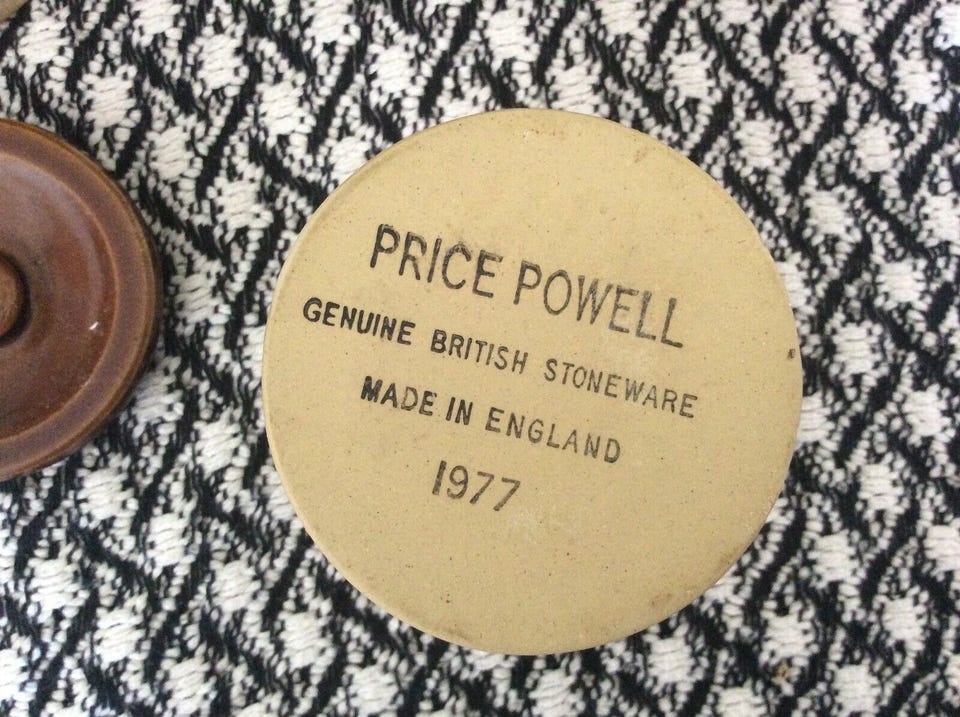 PRICE POWELL
GENUINE BRITISH STONEWARE
MADE IN ENGLAND
1977